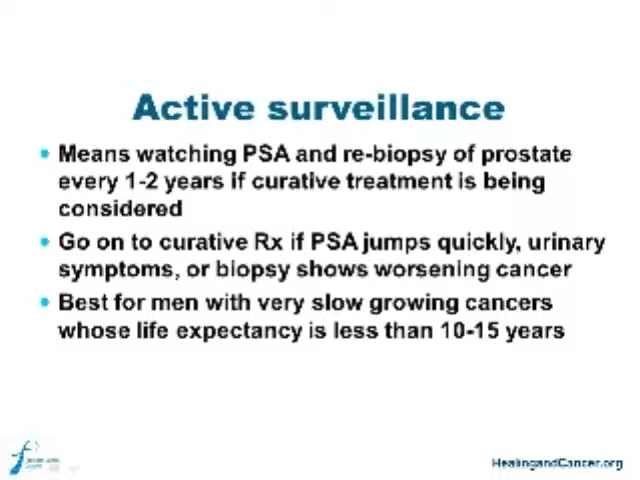 Active surveillance
• Means watching PSA and re-biopsy of prostate
every 1-2 years if curative treatment is being
considered
• Go on to curative Rx if PSA jumps quickly, urinary
symptoms, or biopsy shows worsening cancer
• Best for men with very slow growing cancers
whose life expectancy is less than 10-15 years
HealingandCancer.org